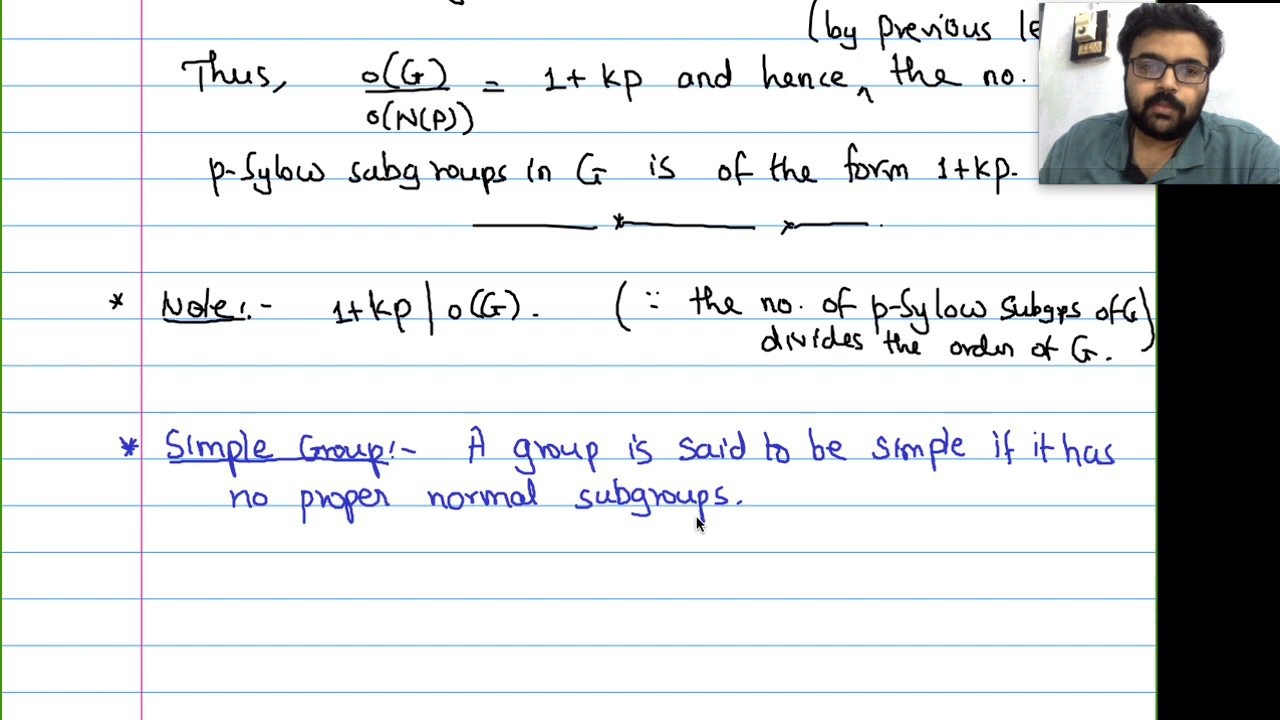 (by previous le
Thus, o(G)/o(N(P)) = 1+kp and hence ^ the no.
p-Sylow subgroups in G is of the form 1+kp.
* Note:- 1+kp | o(G). (∵ the no. of p-Sylow subgps of G)
divides the order of G.
* Simple Group:- A group is said to be simple if it has
no proper normal subgroups.